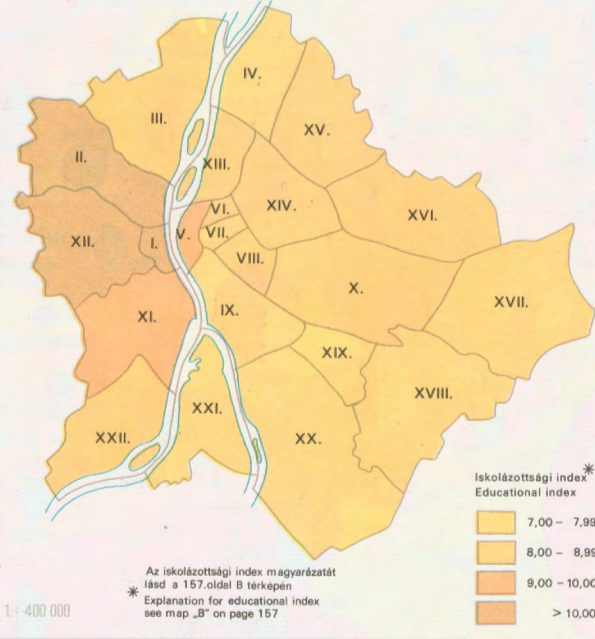 IV.
III.
XV.
XIII.
II.
VI.
XIV.
XVI.
XII.
I.
V.
VII.
VIII.
X.
XVII.
XI.
IX.
XIX.
XVIII.
XXI.
XXII.
XX.
Iskolázottsági index*
Educational index
7,00 - 7,99
8,00 - 8,99
9,00 - 10,00
> 10,00
Az iskolázottsági index magyarázatát
lásd a 157.oldal B térképén
* Explanation for educational index
see map „B" on page 157
1 : 400 000